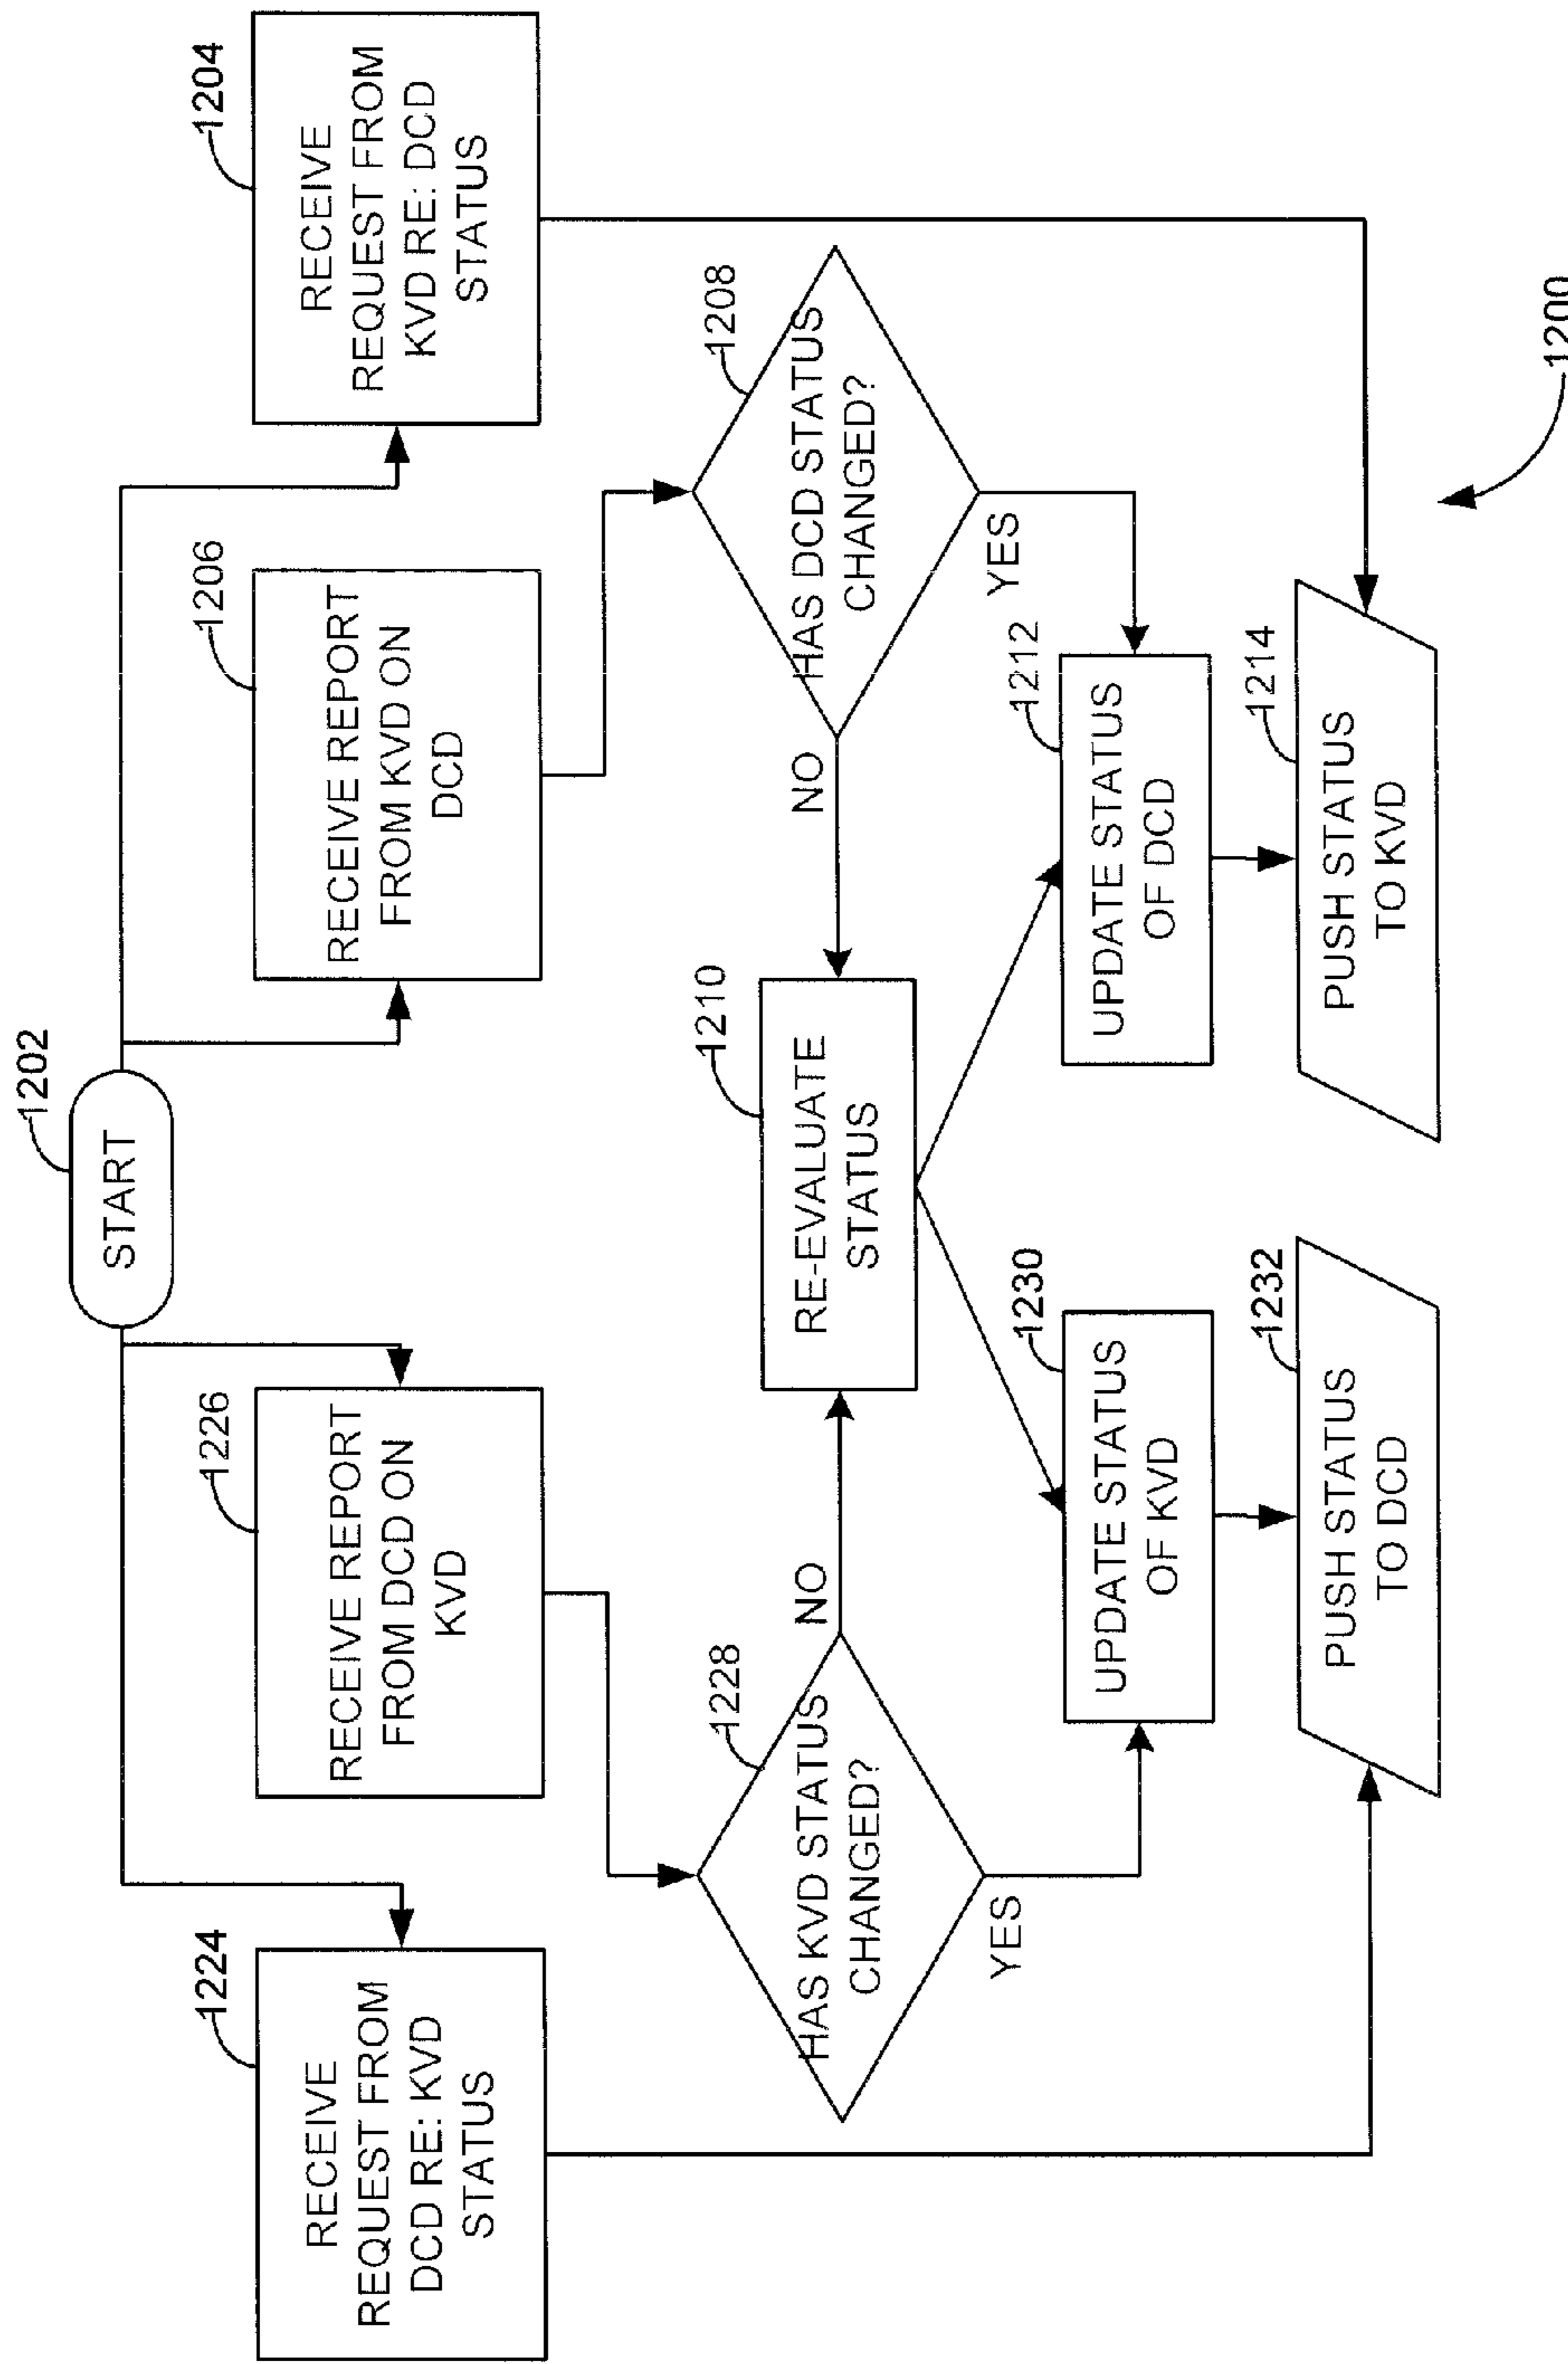 1202
START
1224
RECEIVE
REQUEST FROM
DCD RE: KVD
STATUS
1226
RECEIVE REPORT
FROM DCD ON
KVD
1206
RECEIVE REPORT
FROM KVD ON
DCD
1204
RECEIVE
REQUEST FROM
KVD RE: DCD
STATUS
1228
HAS KVD STATUS
CHANGED?
NO
YES
1210
RE-EVALUATE
STATUS
1208
HAS DCD STATUS
CHANGED?
NO
YES
1230
UPDATE STATUS
OF KVD
1212
UPDATE STATUS
OF DCD
1232
PUSH STATUS
TO DCD
1214
PUSH STATUS
TO KVD
1200